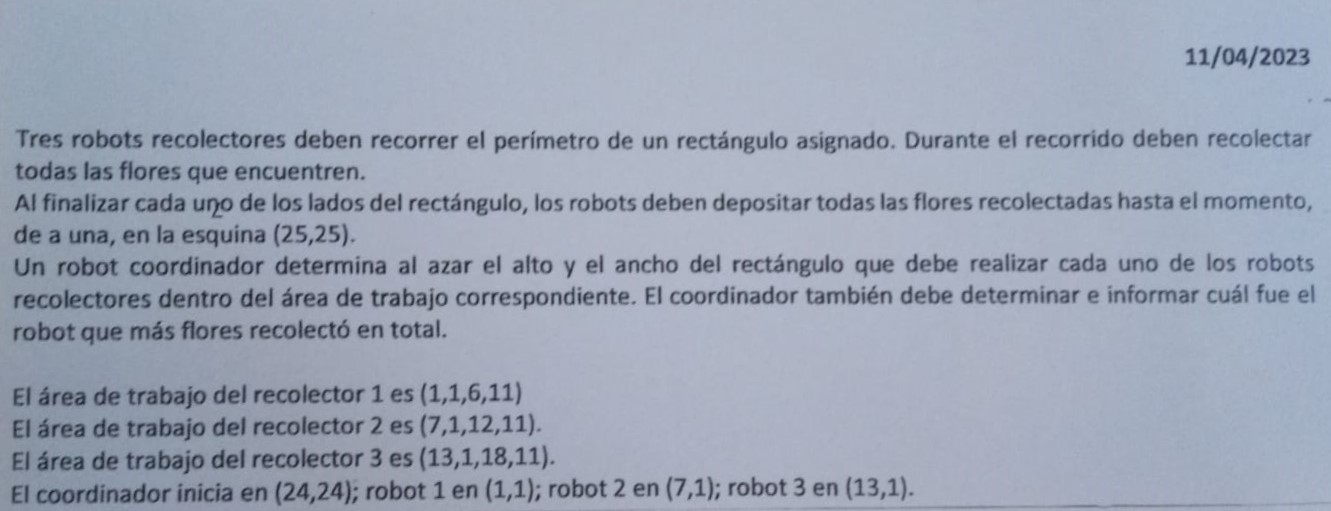 11/04/2023
Tres robots recolectores deben recorrer el perímetro de un rectángulo asignado. Durante el recorrido deben recolectar
todas las flores que encuentren.
Al finalizar cada uno de los lados del rectángulo, los robots deben depositar todas las flores recolectadas hasta el momento,
de a una, en la esquina (25,25).
Un robot coordinador determina al azar el alto y el ancho del rectángulo que debe realizar cada uno de los robots
recolectores dentro del área de trabajo correspondiente. El coordinador también debe determinar e informar cuál fue el
robot que más flores recolectó en total.
El área de trabajo del recolector 1 es (1,1,6,11)
El área de trabajo del recolector 2 es (7,1,12,11).
El área de trabajo del recolector 3 es (13,1,18,11).
El coordinador inicia en (24,24); robot 1 en (1,1); robot 2 en (7,1); robot 3 en (13,1).